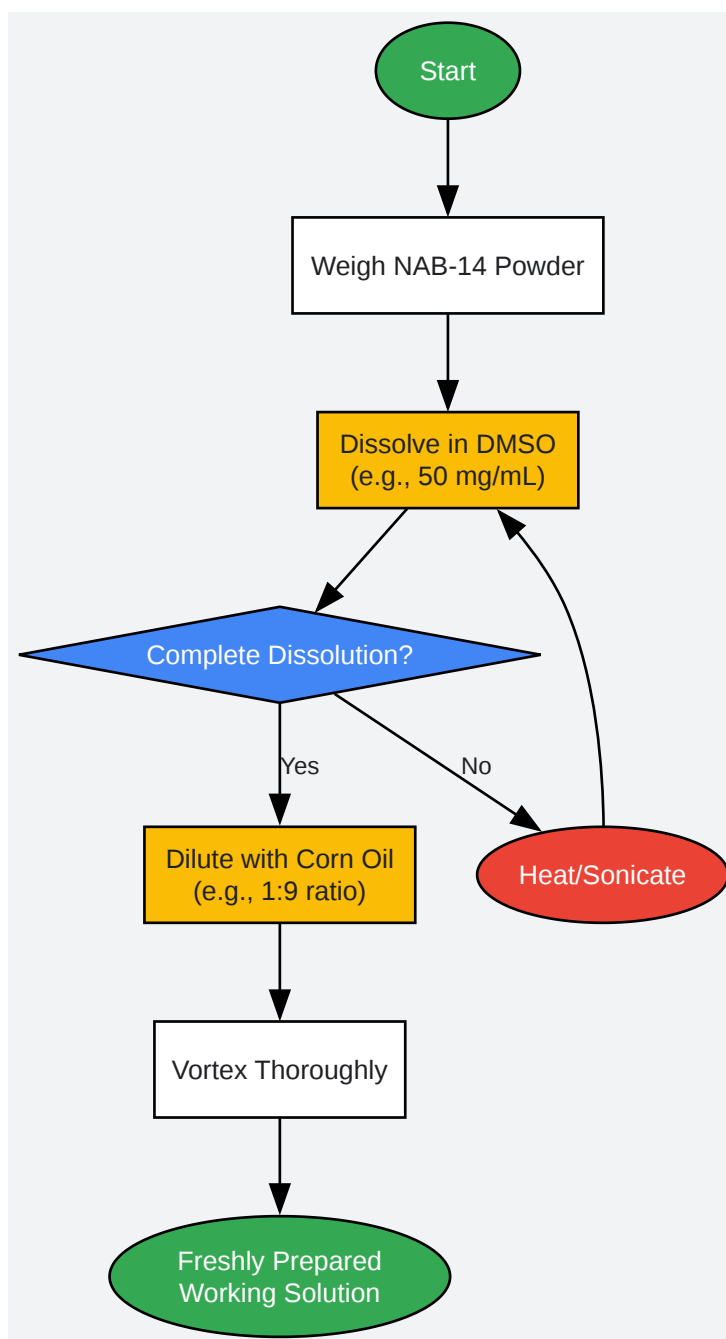 Start
Weigh NAB-14 Powder
Dissolve in DMSO
(e.g., 50 mg/mL)
Complete Dissolution?
Yes
No
Dilute with Corn Oil
(e.g., 1:9 ratio)
Heat/Sonicate
Vortex Thoroughly
Freshly Prepared
Working Solution